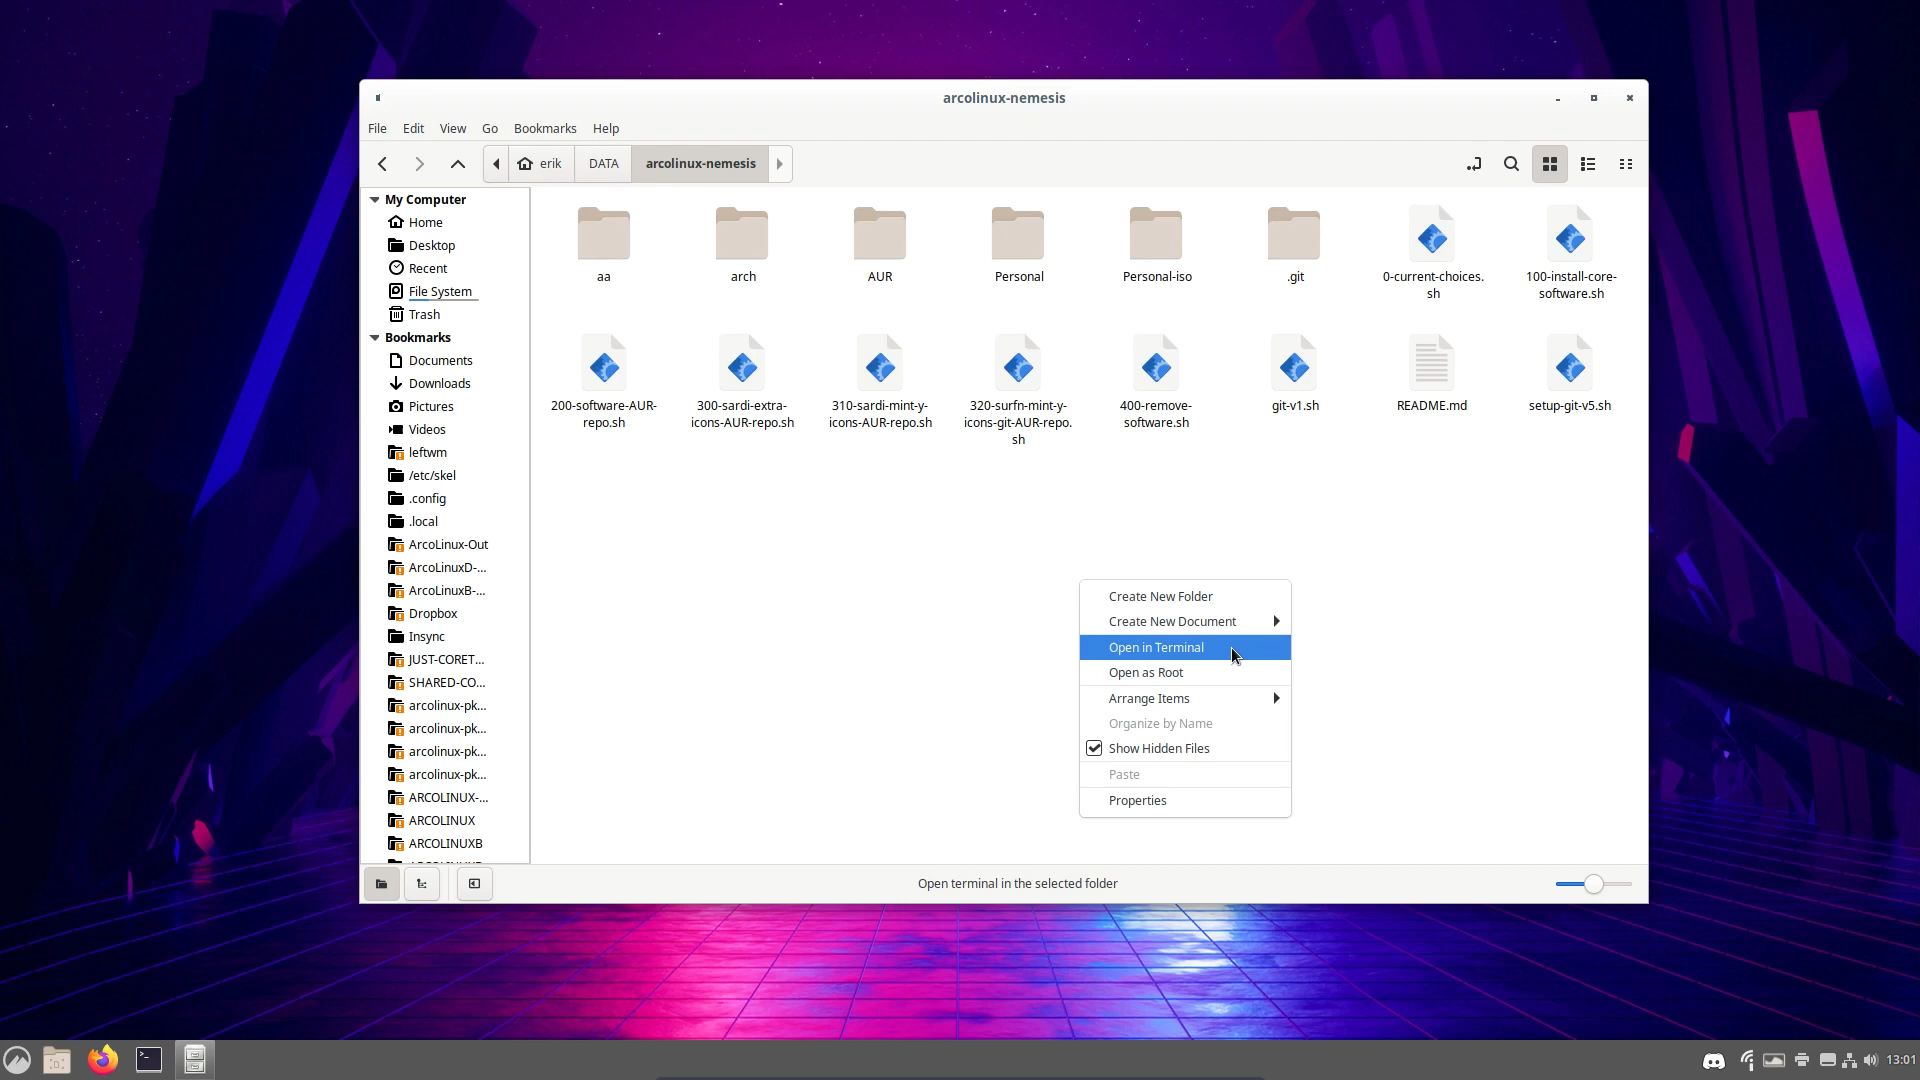 arcolinux-nemesis
File Edit View Go Bookmarks Help
erik DATA arcolinux-nemesis
My Computer
Home
Desktop
Recent
File System
Trash
Bookmarks
Documents
Downloads
Pictures
Videos
leftwm
/etc/skel
.config
.local
ArcoLinux-Out
ArcoLinuxD-...
ArcoLinuxB-...
Dropbox
Insync
JUST-CORET...
SHARED-CO...
arcolinux-pk...
arcolinux-pk...
arcolinux-pk...
arcolinux-pk...
ARCOLINUX-...
ARCOLINUX
ARCOLINUXB
aa
arch
AUR
Personal
Personal-iso
.git
0-current-choices.
sh
100-install-core-
software.sh
200-software-AUR-
repo.sh
300-sardi-extra-
icons-AUR-repo.sh
310-sardi-mint-y-
icons-AUR-repo.sh
320-surfn-mint-y-
icons-git-AUR-repo.
sh
400-remove-
software.sh
git-v1.sh
README.md
setup-git-v5.sh
Create New Folder
Create New Document
Open in Terminal
Open as Root
Arrange Items
Organize by Name
Show Hidden Files
Paste
Properties
Open terminal in the selected folder
13:01